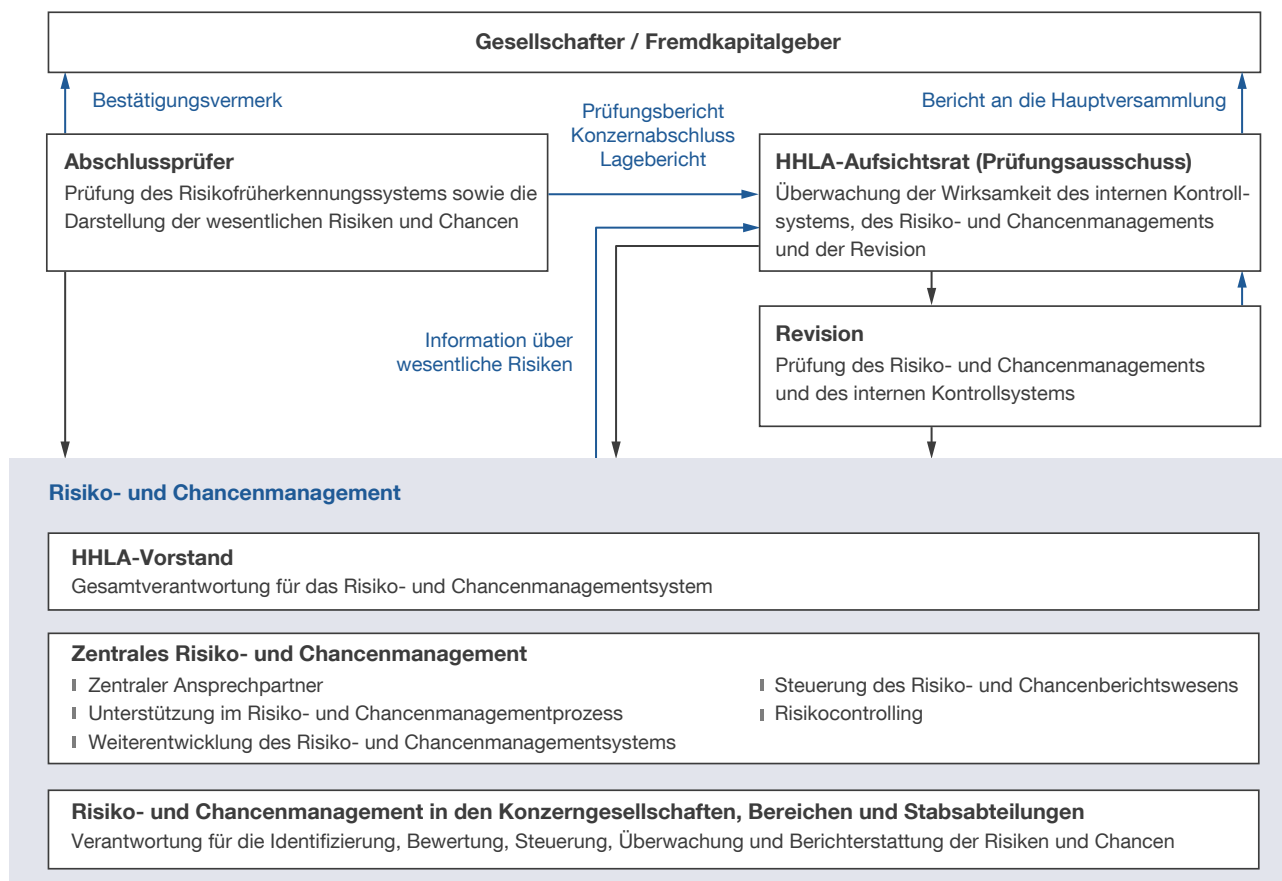 Gesellschafter / Fremdkapitalgeber
Bestätigungsvermerk
Prüfungsbericht
Konzernabschluss
Lagebericht
Bericht an die Hauptversammlung
Abschlussprüfer
Prüfung des Risikofrüherkennungssystems sowie die
Darstellung der wesentlichen Risiken und Chancen
HHLA-Aufsichtsrat (Prüfungsausschuss)
Überwachung der Wirksamkeit des internen Kontroll-
systems, des Risiko- und Chancenmanagements
und der Revision
Information über
wesentliche Risiken
Revision
Prüfung des Risiko- und Chancenmanagements
und des internen Kontrollsystems
Risiko- und Chancenmanagement
HHLA-Vorstand
Gesamtverantwortung für das Risiko- und Chancenmanagementsystem
Zentrales Risiko- und Chancenmanagement
Zentraler Ansprechpartner
Unterstützung im Risiko- und Chancenmanagementprozess
Weiterentwicklung des Risiko- und Chancenmanagementsystems
Steuerung des Risiko- und Chancenberichtswesens
Risikocontrolling
Risiko- und Chancenmanagement in den Konzerngesellschaften, Bereichen und Stabsabteilungen
Verantwortung für die Identifizierung, Bewertung, Steuerung, Überwachung und Berichterstattung der Risiken und Chancen